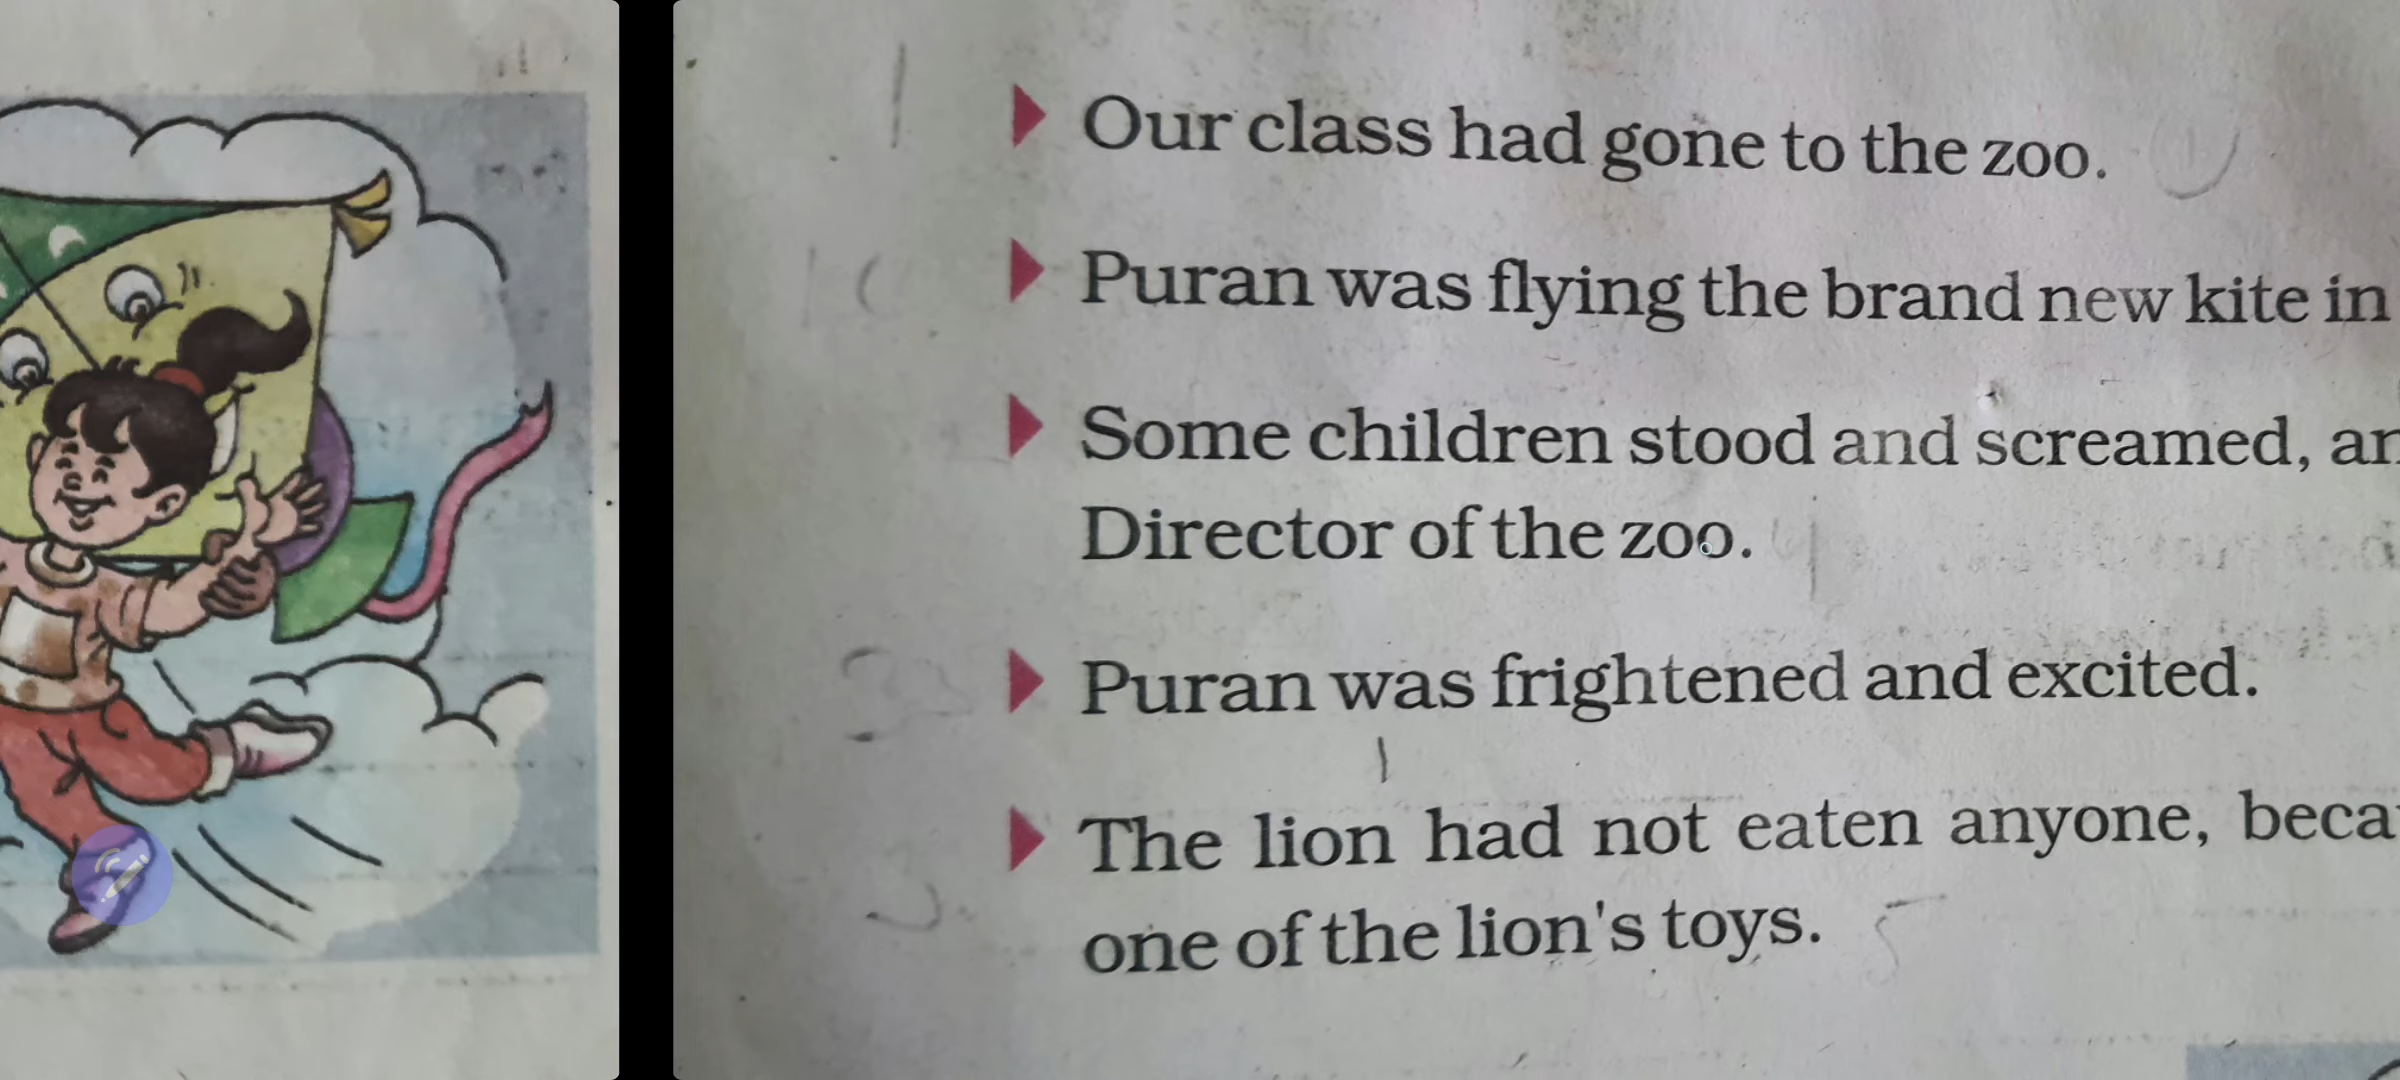 Our class had gone to the zoo.
Puran was flying the brand new kite in
Some children stood and screamed,
Director of the zoo.
Puran was frightened and excited.
The lion had not eaten anyone,
one of the lion's toys.